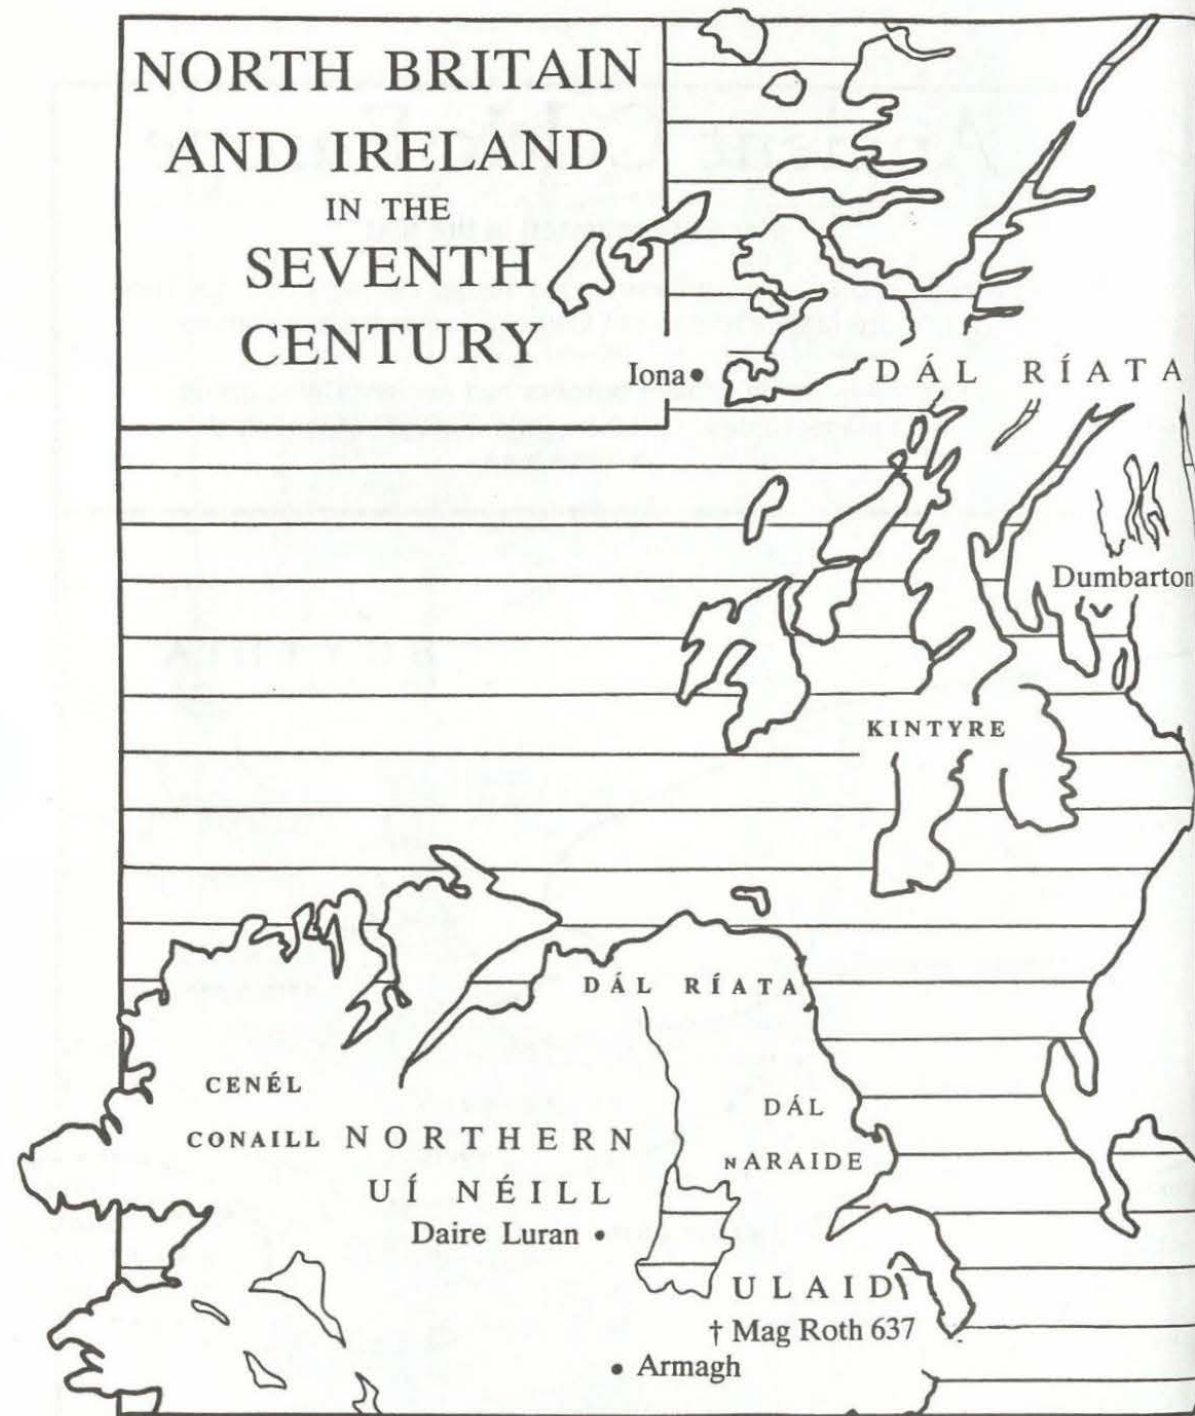 NORTH BRITAIN
AND IRELAND
IN THE
SEVENTH
CENTURY
Iona
DÁL RÍATA
Dumbarton
KINTYRE
DÁL RÍATA
CENÉL
CONAILL
NORTHERN
UÍ NÉILL
DÁL
NARAIDE
Daire Luran
ULAID
† Mag Roth 637
Armagh